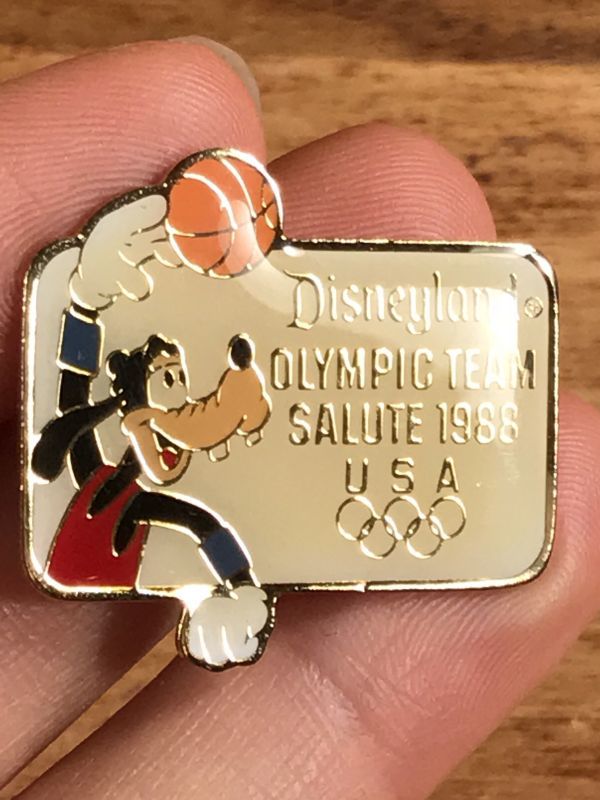 Disneyland®
OLYMPIC TEAM
SALUTE 1988
USA